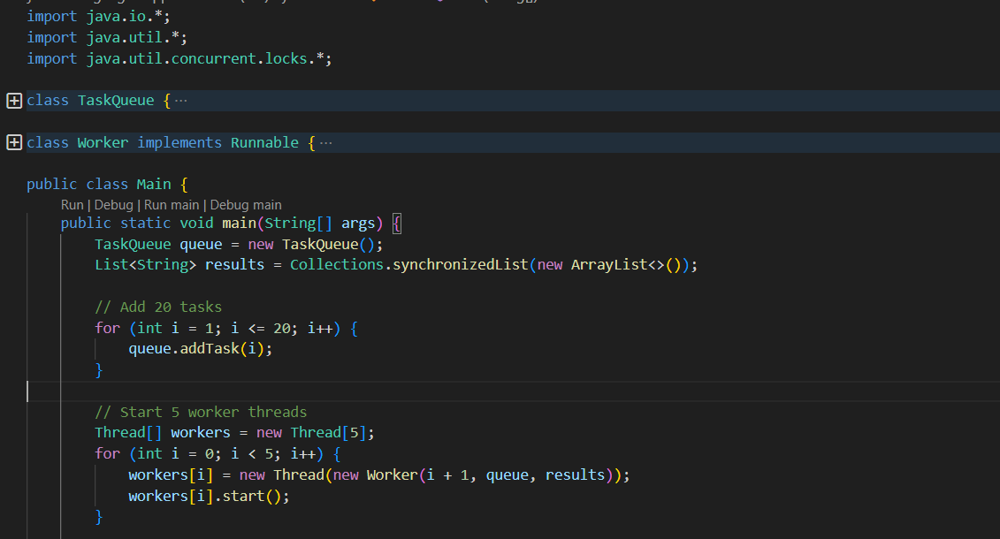 import java.io.*;
import java.util.*;
import java.util.concurrent.locks.*;
class TaskQueue { ···
class Worker implements Runnable { ···
public class Main {
Run | Debug | Run main | Debug main
public static void main(String[] args) {
TaskQueue queue = new TaskQueue();
List<String> results = Collections.synchronizedList(new ArrayList<>());
// Add 20 tasks
for (int i = 1; i <= 20; i++) {
queue.addTask(i);
}
// Start 5 worker threads
Thread[] workers = new Thread[5];
for (int i = 0; i < 5; i++) {
workers[i] = new Thread(new Worker(i + 1, queue, results));
workers[i].start();
}